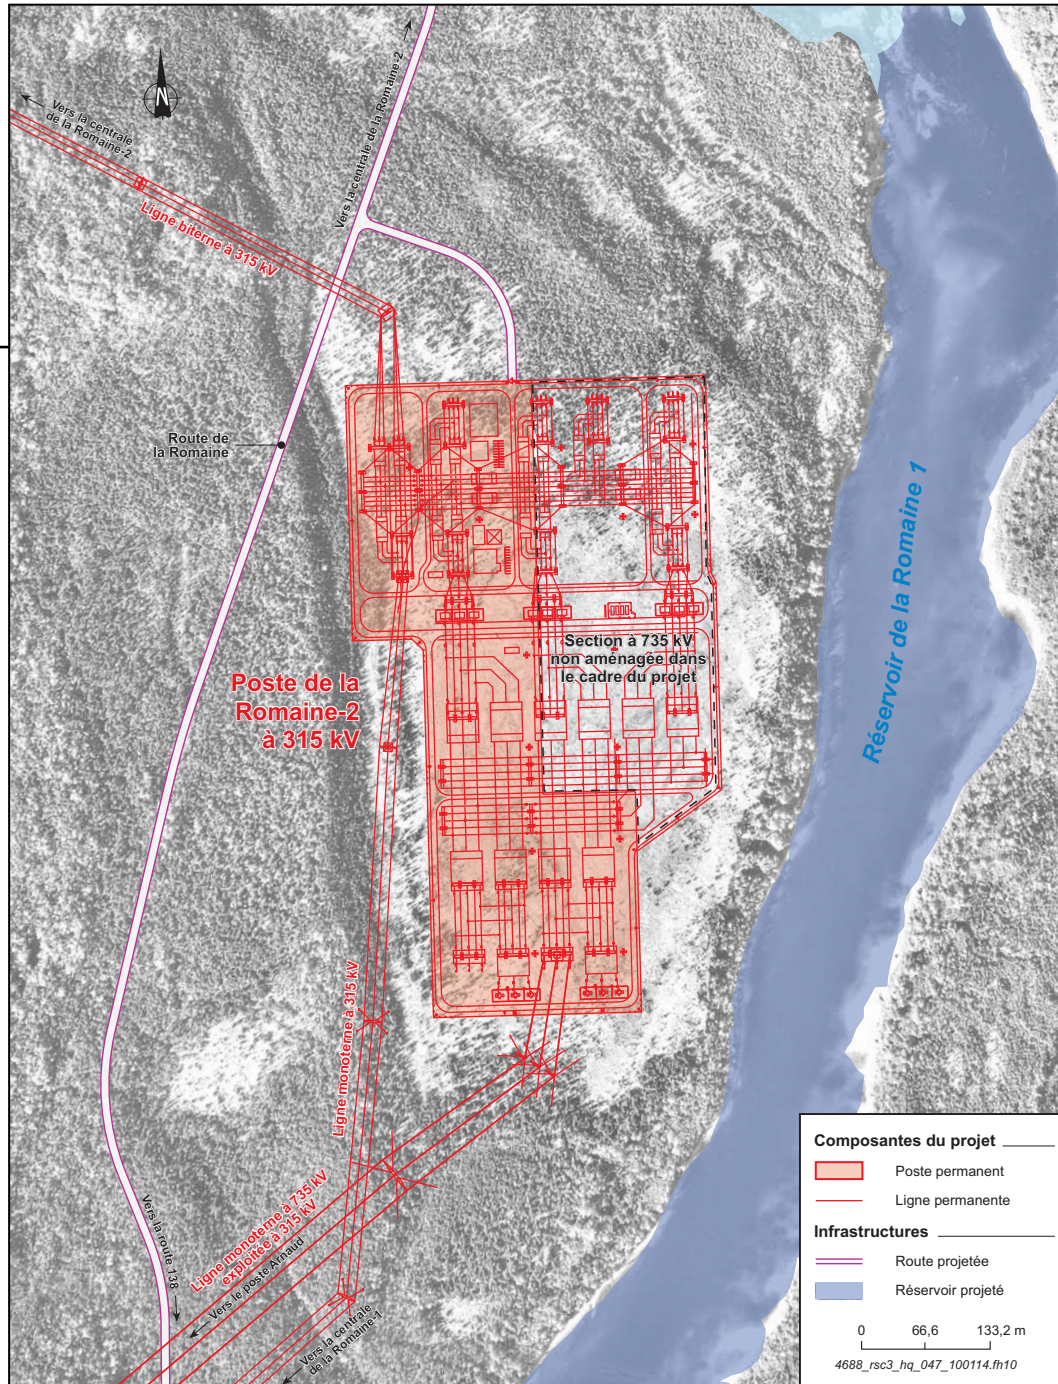 N
Vers la centrale
de la Romaine-2
Vers la centrale de la Romaine-2
Ligne biterne à 315 kV
Route de
la Romaine
Section à 735 kV
non aménagée dans
le cadre du projet
Poste de la
Romaine-2
à 315 kV
Réservoir de la Romaine 1
Ligne monoterne à 315 kV
Ligne monoterne à 735 kV
exploitée à 315 kV
Vers le poste Arnaud
Vers la route 138
Vers la centrale
de la Romaine-1
Composantes du projet
Poste permanent
Ligne permanente
Infrastructures
Route projetée
Réservoir projeté
0 66,6 133,2 m
4688_rsc3_hq_047_100114.fh10